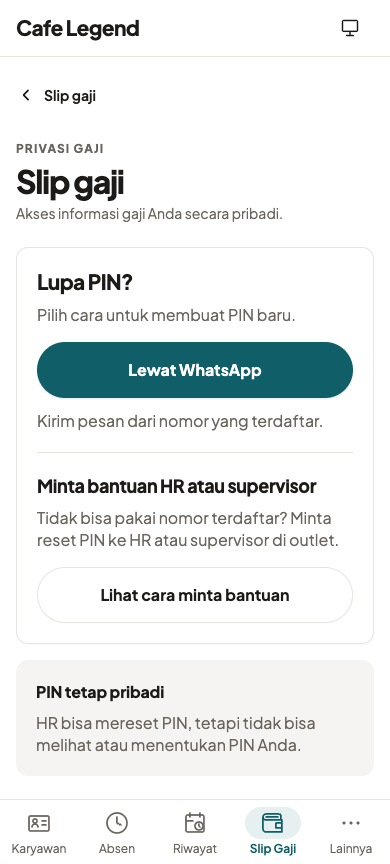 Cafe Legend
Slip gaji
PRIVASI GAJI
Slip gaji
Akses informasi gaji Anda secara pribadi.
Lupa PIN?
Pilih cara untuk membuat PIN baru.
Lewat WhatsApp
Kirim pesan dari nomor yang terdaftar.
Minta bantuan HR atau supervisor
Tidak bisa pakai nomor terdaftar? Minta
reset PIN ke HR atau supervisor di outlet.
Lihat cara minta bantuan
PIN tetap pribadi
HR bisa mereset PIN, tetapi tidak bisa
melihat atau menentukan PIN Anda.
Karyawan Absen Riwayat Slip Gaji Lainnya